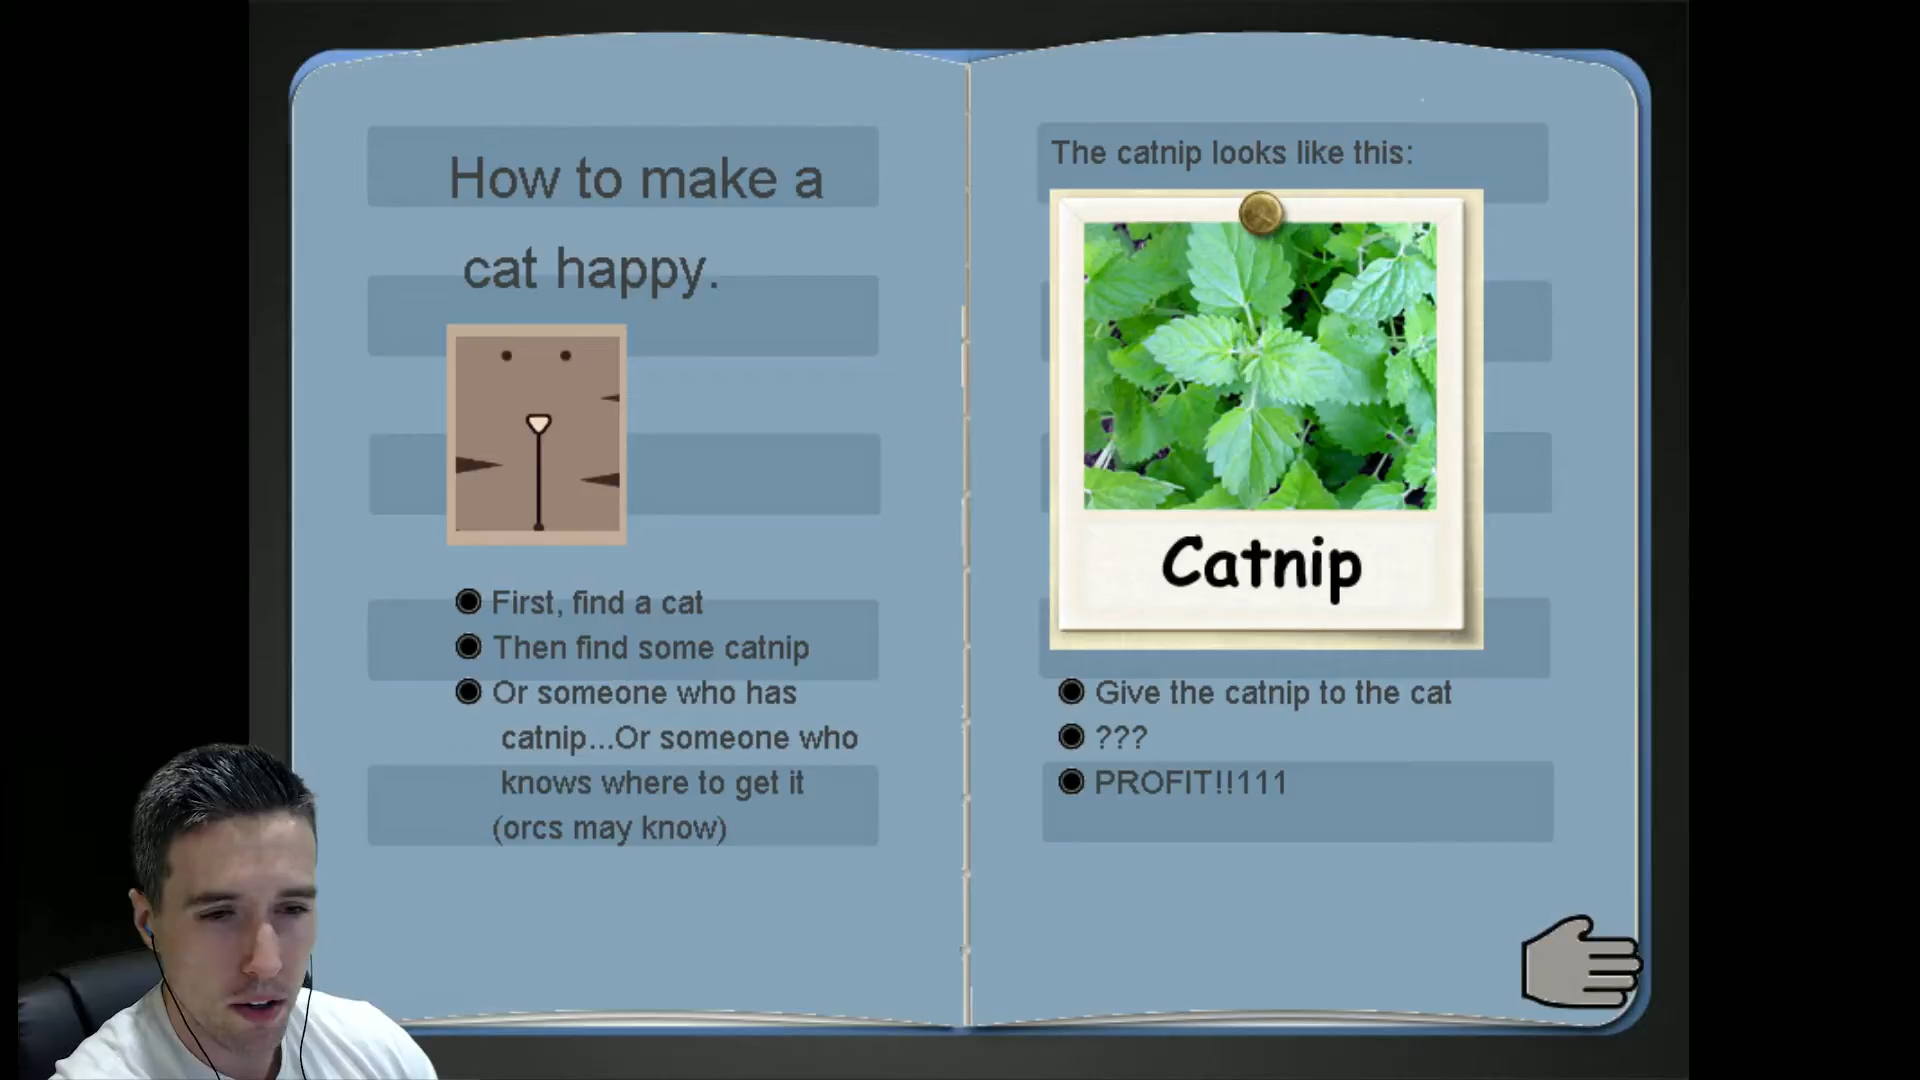 How to make a
cat happy.
First, find a cat
Then find some catnip
Or someone who has
catnip...Or someone who
knows where to get it
(orcs may know)
The catnip looks like this:
Catnip
Give the catnip to the cat
???
PROFIT!!111